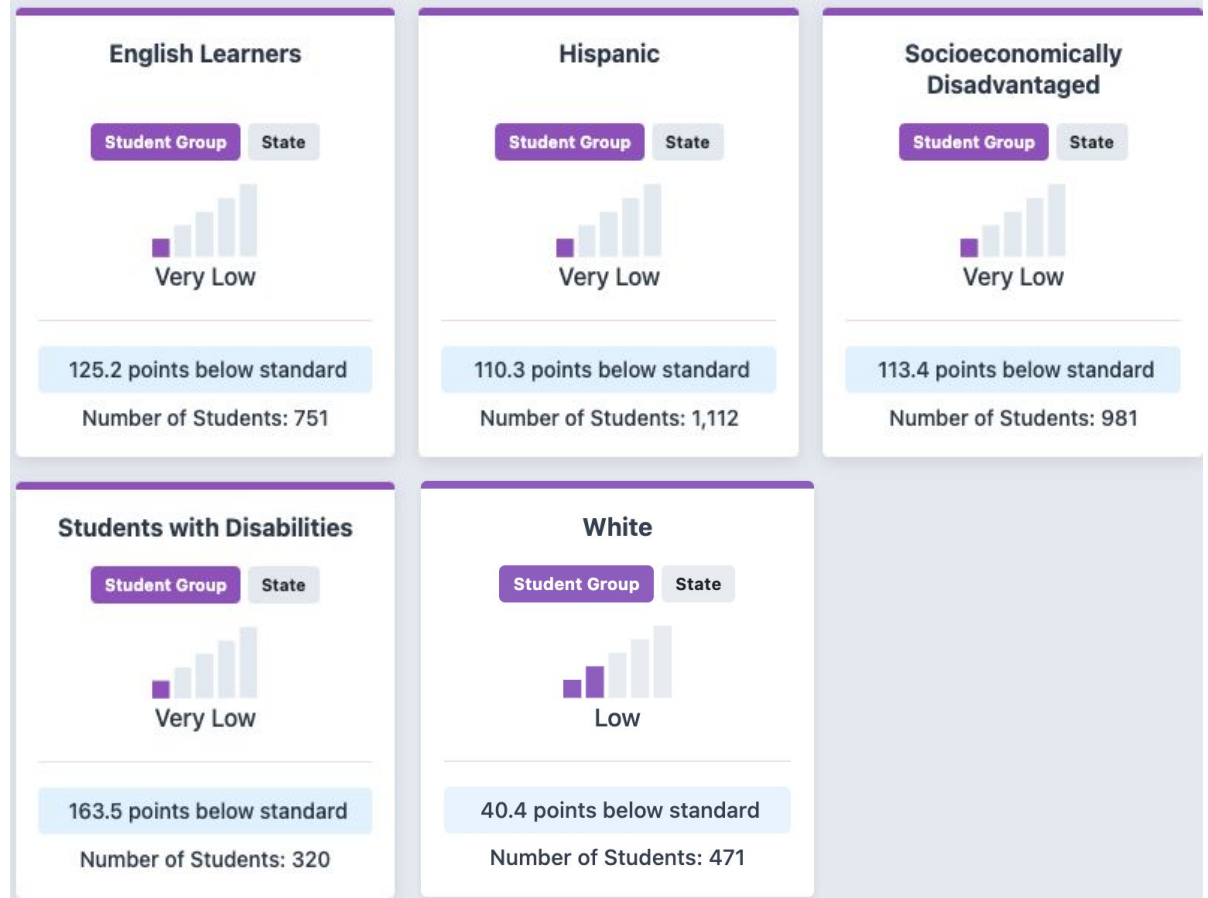 English Learners
Student Group State
Very Low
125.2 points below standard
Number of Students: 751
Hispanic
Student Group State
Very Low
110.3 points below standard
Number of Students: 1,112
Socioeconomically
Disadvantaged
Student Group State
Very Low
113.4 points below standard
Number of Students: 981
Students with Disabilities
Student Group State
Very Low
163.5 points below standard
Number of Students: 320
White
Student Group State
Low
40.4 points below standard
Number of Students: 471